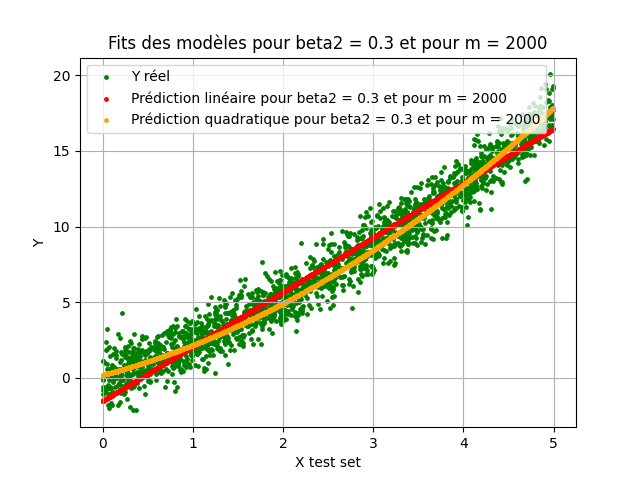 Fits des modèles pour beta2 = 0.3 et pour m = 2000
Y réel
Prédiction linéaire pour beta2 = 0.3 et pour m = 2000
Prédiction quadratique pour beta2 = 0.3 et pour m = 2000
20
15
10
5
0
Y
0 1 2 3 4 5
X test set